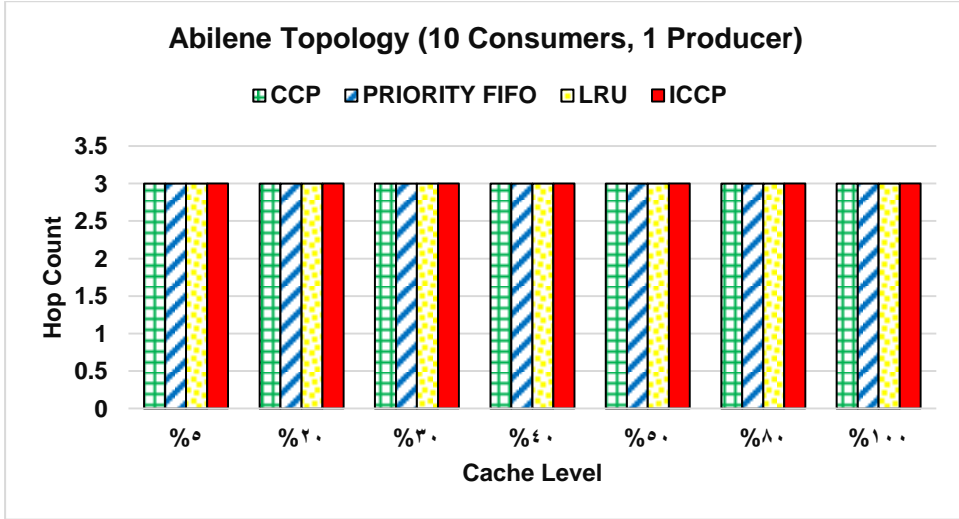 Abilene Topology (10 Consumers, 1 Producer)
CCP PRIORITY FIFO LRU ICCP
3.5
3
2.5
2
1.5
1
0.5
0
Hop Count
%٥ %٢٠ %٣٠ %٤٠ %٥٠ %٨٠ %١٠٠
Cache Level